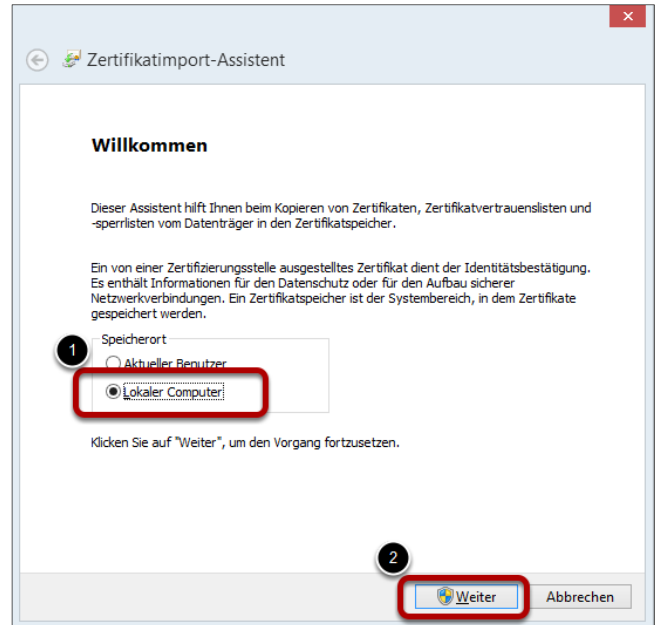 Zertifikatimport-Assistent
Willkommen
Dieser Assistent hilft Ihnen beim Kopieren von Zertifikaten, Zertifikatvertrauenslisten und
-sperrlisten vom Datenträger in den Zertifikatspeicher.
Ein von einer Zertifizierungsstelle ausgestelltes Zertifikat dient der Identitätsbestätigung.
Es enthält Informationen für den Datenschutz oder für den Aufbau sicherer
Netzwerkverbindungen. Ein Zertifikatspeicher ist der Systembereich, in dem Zertifikate
gespeichert werden.
Speicherort
1
Aktueller Benutzer
Lokaler Computer
Klicken Sie auf "Weiter", um den Vorgang fortzusetzen.
2
Weiter Abbrechen